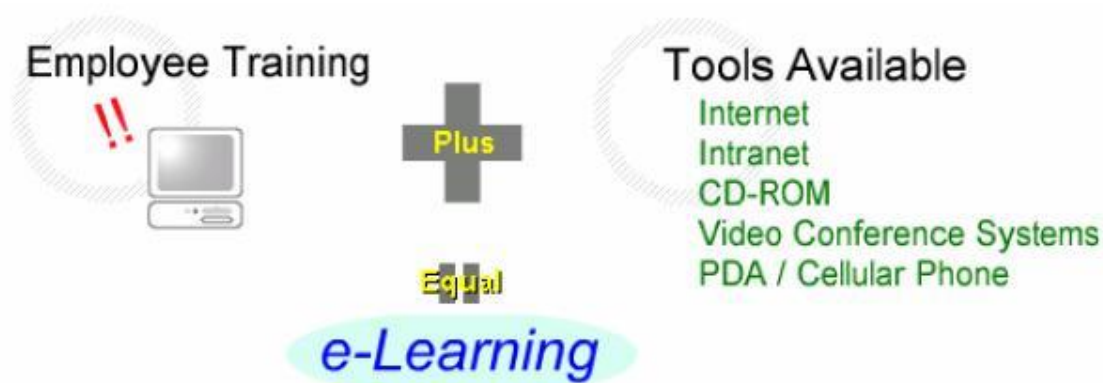 Employee Training
!!
Plus
Tools Available
Internet
Intranet
CD-ROM
Video Conference Systems
PDA / Cellular Phone
Equal
e-Learning